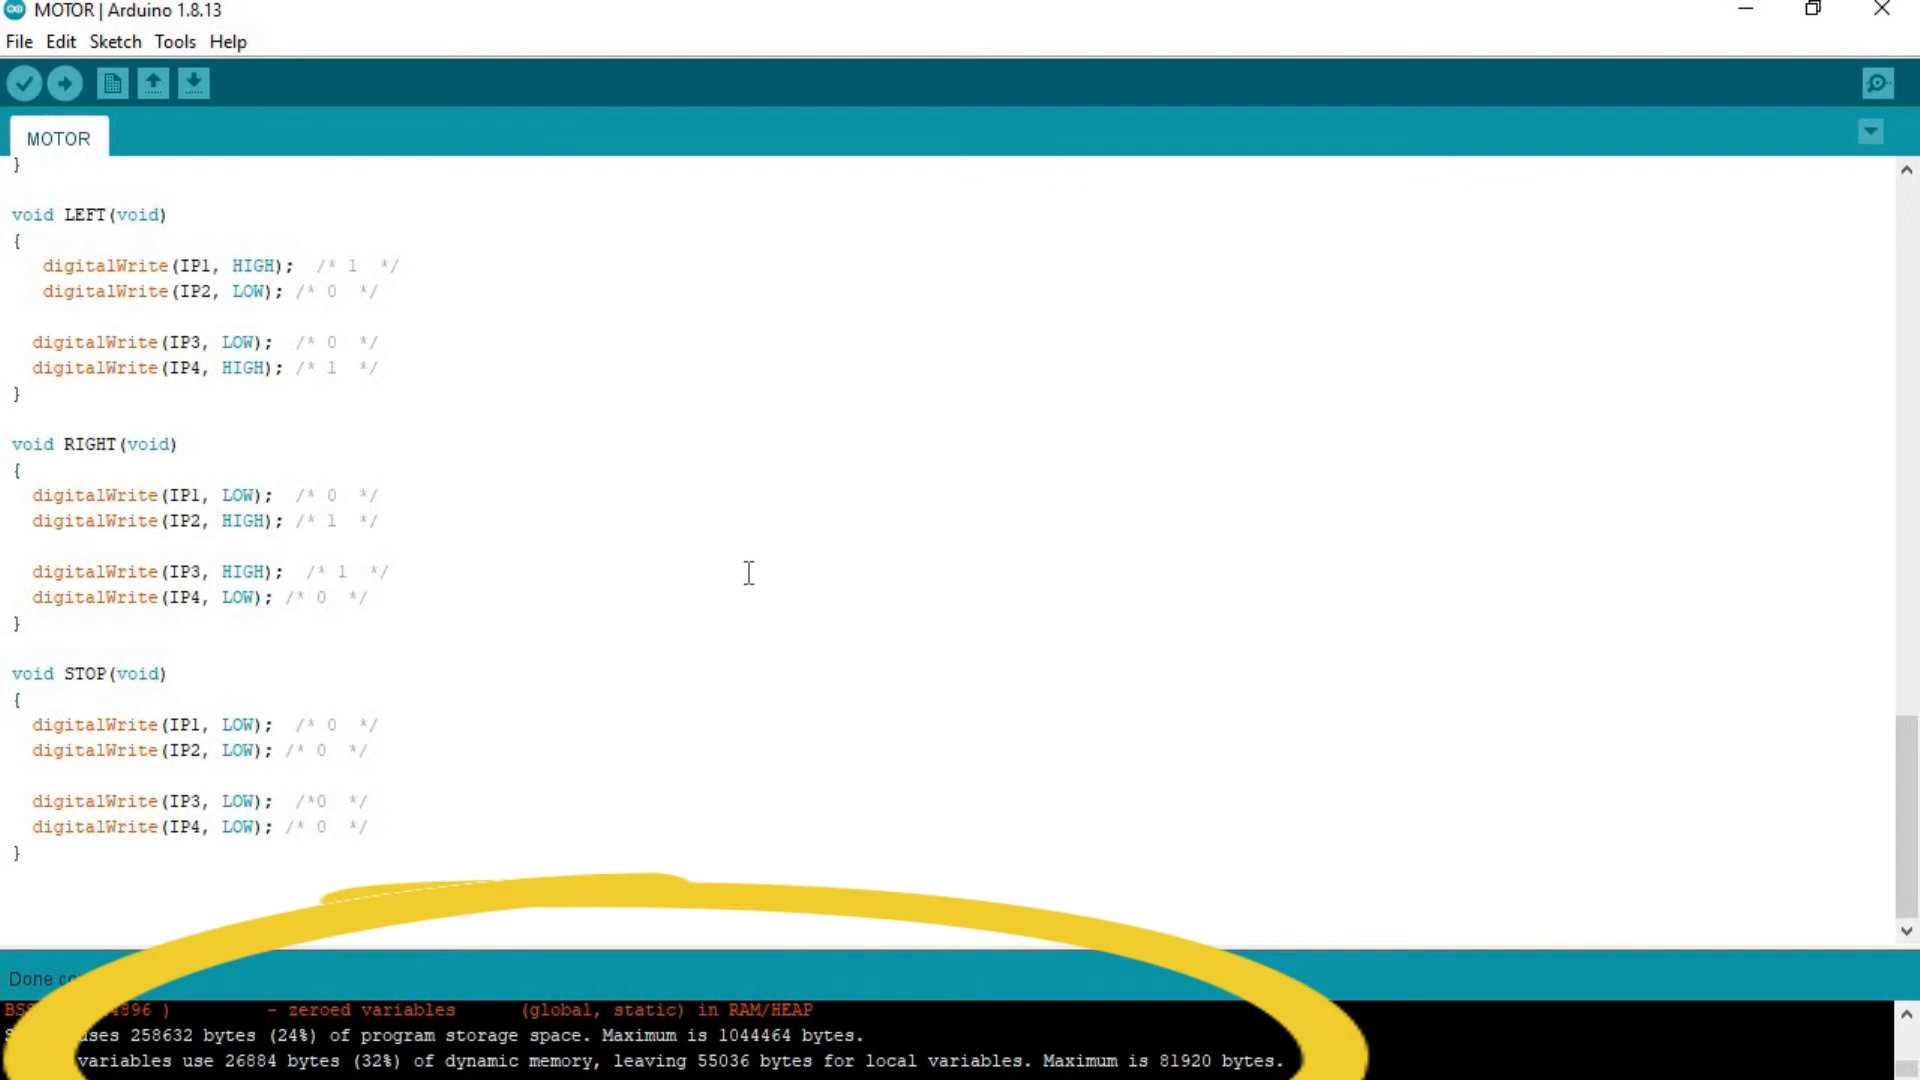 MOTOR | Arduino 1.8.13
File Edit Sketch Tools Help
MOTOR
}
void LEFT(void)
{
digitalWrite(IP1, HIGH); /* 1 */
digitalWrite(IP2, LOW); /* 0 */
digitalWrite(IP3, LOW); /* 0 */
digitalWrite(IP4, HIGH); /* 1 */
}
void RIGHT(void)
{
digitalWrite(IP1, LOW); /* 0 */
digitalWrite(IP2, HIGH); /* 1 */
digitalWrite(IP3, HIGH); /* 1 */
digitalWrite(IP4, LOW); /* 0 */
}
void STOP(void)
{
digitalWrite(IP1, LOW); /* 0 */
digitalWrite(IP2, LOW); /* 0 */
digitalWrite(IP3, LOW); /*0 */
digitalWrite(IP4, LOW); /* 0 */
}
Done
896 ) - zeroed variables (global, static) in RAM/HEAP
uses 258632 bytes (24%) of program storage space. Maximum is 1044464 bytes.
variables use 26884 bytes (32%) of dynamic memory, leaving 55036 bytes for local variables. Maximum is 81920 bytes.